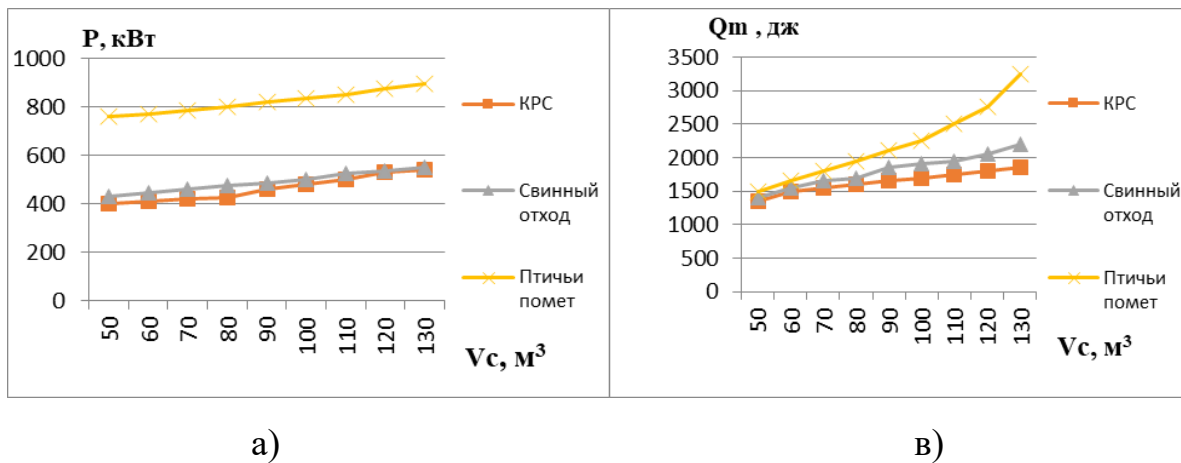 P, кВт
1000
800
600
400
200
0
50 60 70 80 90 100 110 120 130
Vc, м³
КРС
Свинный
отход
Птичьи
помет
Qm , дж
3500
3000
2500
2000
1500
1000
500
0
50 60 70 80 90 100 110 120 130
Vc, м³
КРС
Свинный
отход
Птичьи
помет
а)
в)